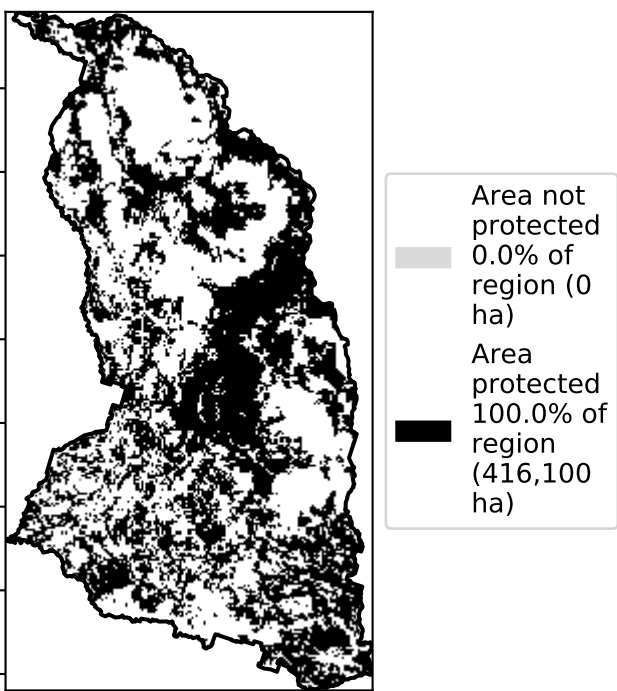 Area not
protected
0.0% of
region (0
ha)
Area
protected
100.0% of
region
(416,100
ha)